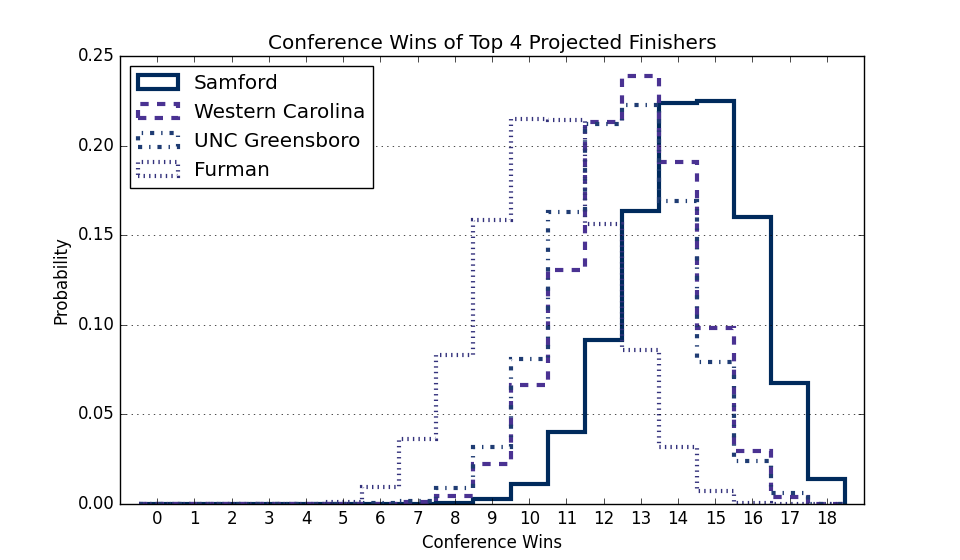 Conference Wins of Top 4 Projected Finishers
0.25
0.20
0.15
0.10
0.05
0.00
Probability
Samford
Western Carolina
UNC Greensboro
Furman
0 1 2 3 4 5 6 7 8 9 10 11 12 13 14 15 16 17 18
Conference Wins